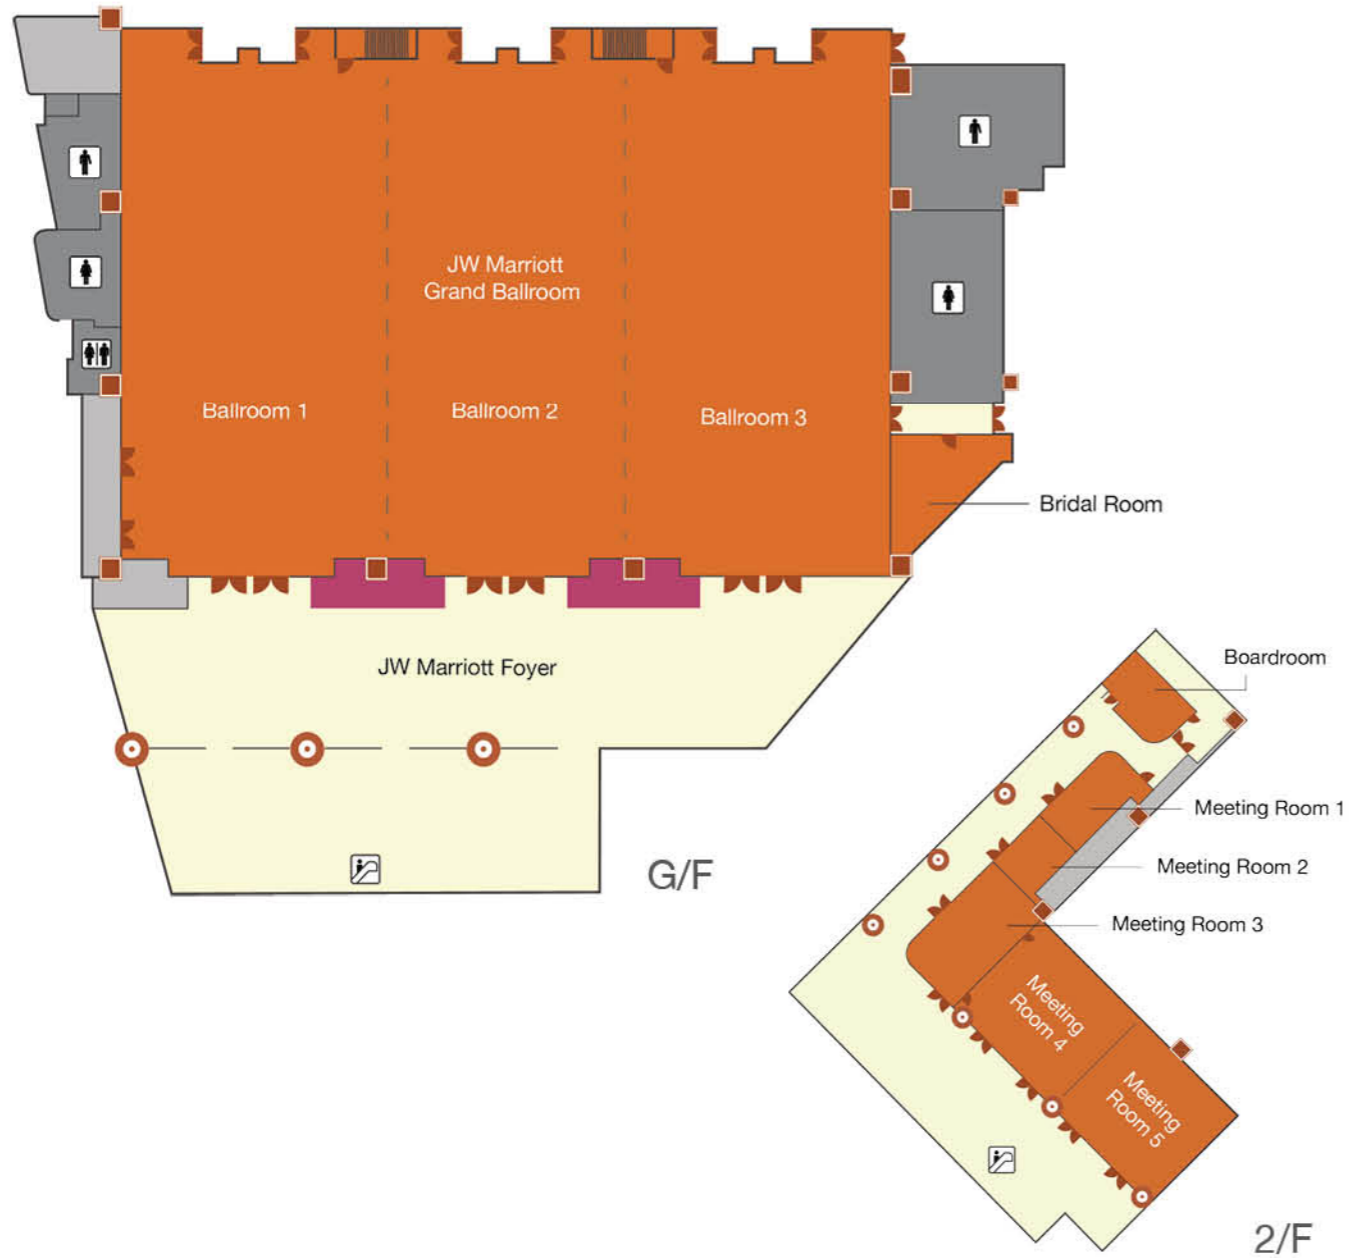 JW Marriott
Grand Ballroom
Ballroom 1
Ballroom 2
Ballroom 3
Bridal Room
JW Marriott Foyer
G/F
Boardroom
Meeting Room 1
Meeting Room 2
Meeting Room 3
Meeting
Room 4
Meeting
Room 5
2/F